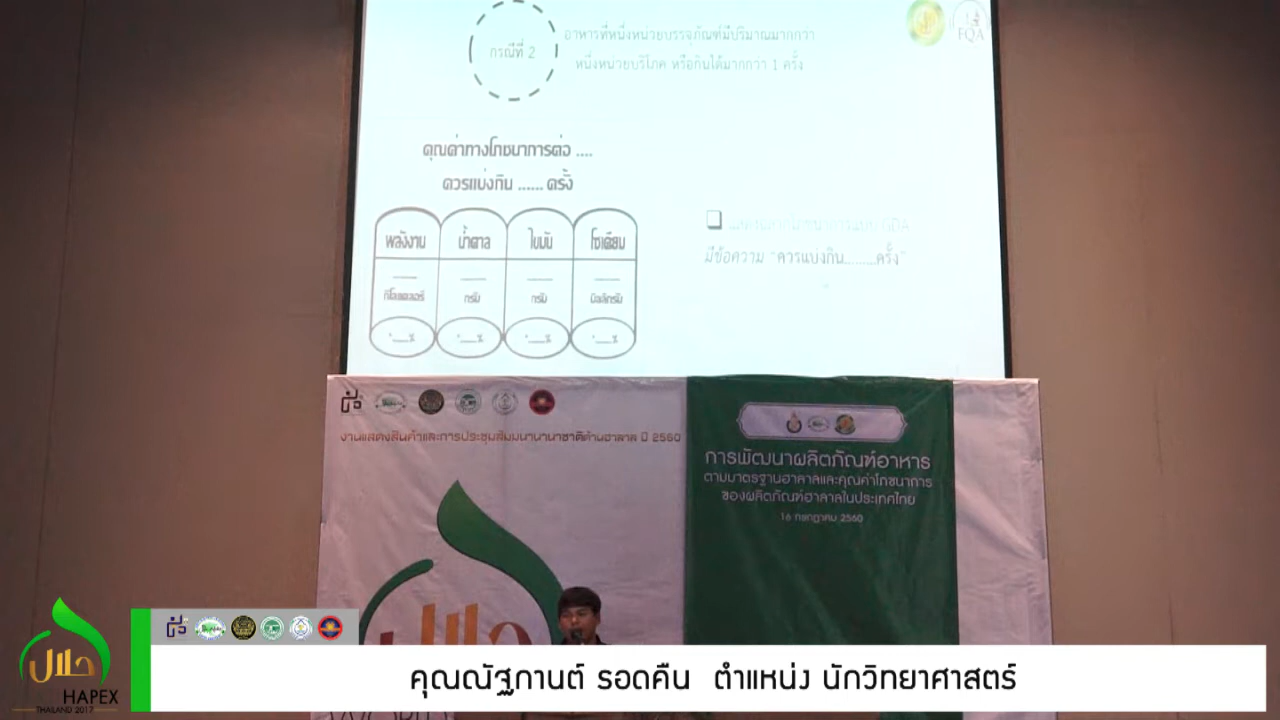 กรณีที่ 2
อาหารที่หนึ่งหน่วยบรรจุภัณฑ์มีปริมาณมากกว่า
หนึ่งหน่วยบริโภค หรือกินได้มากกว่า 1 ครั้ง
FQA
คุณค่าทางโภชนาการต่อ ....
ควรแบ่งกิน ...... ครั้ง
พลังงาน น้ำตาล ไขมัน โซเดียม
กิโลแคลอรี กรัม กรัม มิลลิกรัม
GDA
มีข้อความ "ควรแบ่งกิน.........ครั้ง"
งานแสดงสินค้าและการประชุมสัมมนานานาชาติด้านฮาลาล ปี 2560
การพัฒนาผลิตภัณฑ์อาหาร
ตามมาตรฐานฮาลาลและคุณค่าโภชนาการ
ของผลิตภัณฑ์ฮาลาลในประเทศไทย
16 กรกฎาคม 2560
حلال
حلال
HAPEX
THAILAND 2017
คุณณัฐกานต์ รอดคืน ตำแหน่ง นักวิทยาศาสตร์